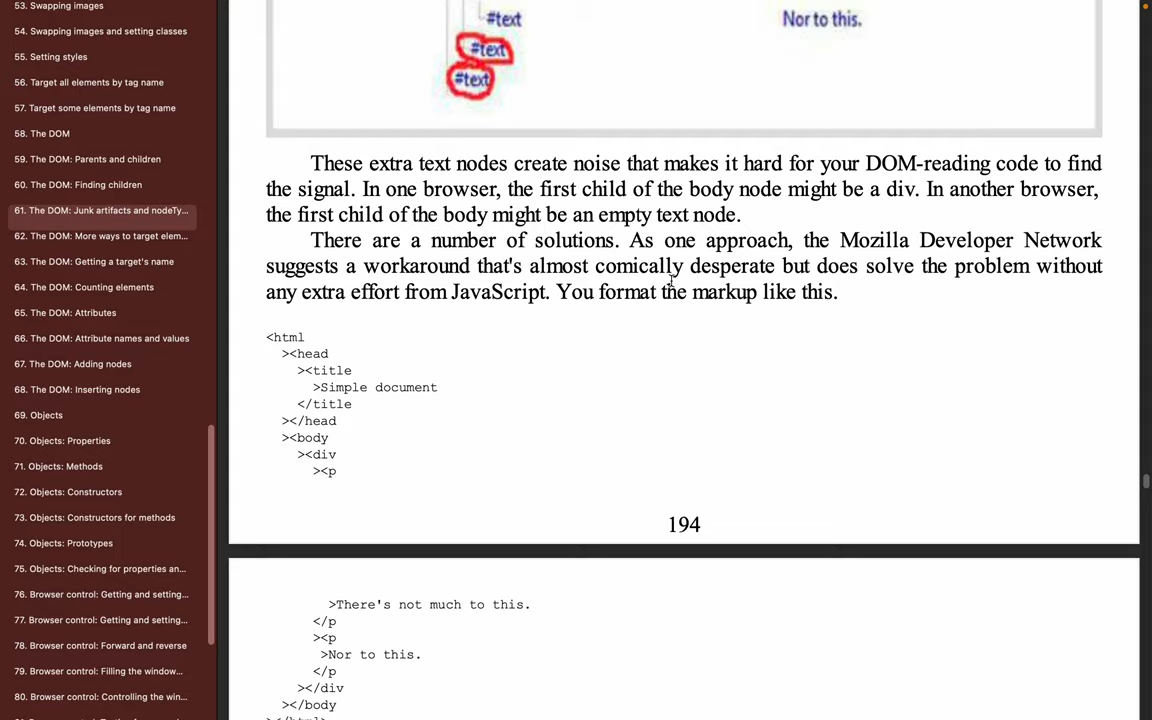 53. Swapping images
54. Swapping images and setting classes
55. Setting styles
56. Target all elements by tag name
57. Target some elements by tag name
58. The DOM
59. The DOM: Parents and children
60. The DOM: Finding children
61. The DOM: Junk artifacts and nodeTy...
62. The DOM: More ways to target elem...
63. The DOM: Getting a target's name
64. The DOM: Counting elements
65. The DOM: Attributes
66. The DOM: Attribute names and values
67. The DOM: Adding nodes
68. The DOM: Inserting nodes
69. Objects
70. Objects: Properties
71. Objects: Methods
72. Objects: Constructors
73. Objects: Constructors for methods
74. Objects: Prototypes
75. Objects: Checking for properties an...
76. Browser control: Getting and setting...
77. Browser control: Getting and setting...
78. Browser control: Forward and reverse
79. Browser control: Filling the window...
80. Browser control: Controlling the win...
#text
Nor to this.
#text
#text
These extra text nodes create noise that makes it hard for your DOM-reading code to find
the signal. In one browser, the first child of the body node might be a div. In another browser,
the first child of the body might be an empty text node.
There are a number of solutions. As one approach, the Mozilla Developer Network
suggests a workaround that's almost comically desperate but does solve the problem without
any extra effort from JavaScript. You format the markup like this.
<html
><head
><title
>Simple document
</title
></head
><body
><div
><p
194
>There's not much to this.
</p
><p
>Nor to this.
</p
></div
></body
></html>